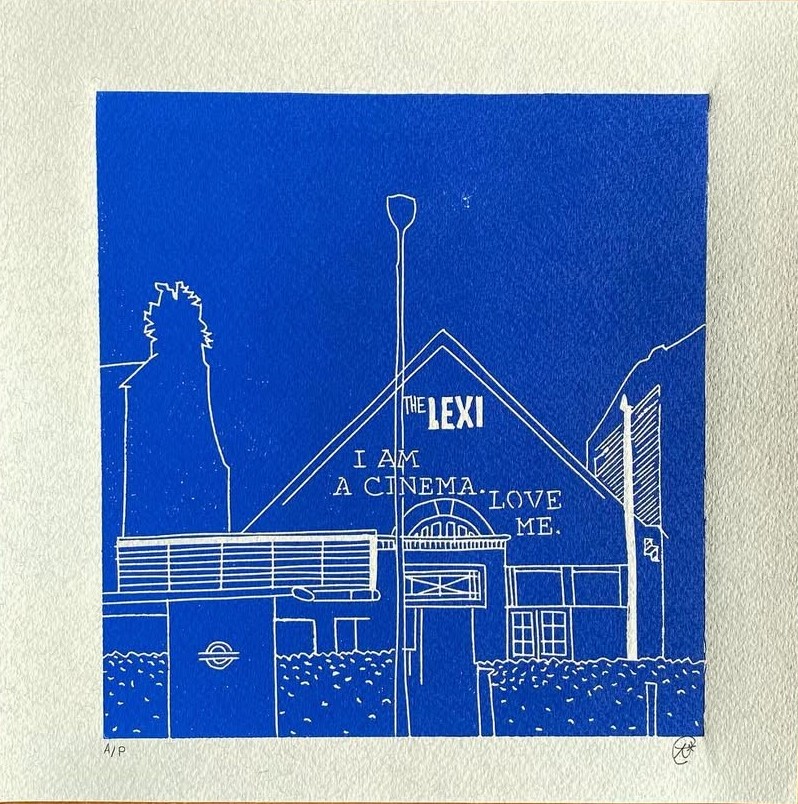 THE LEXI
I AM
A CINEMA.
LOVE
ME.
A/P